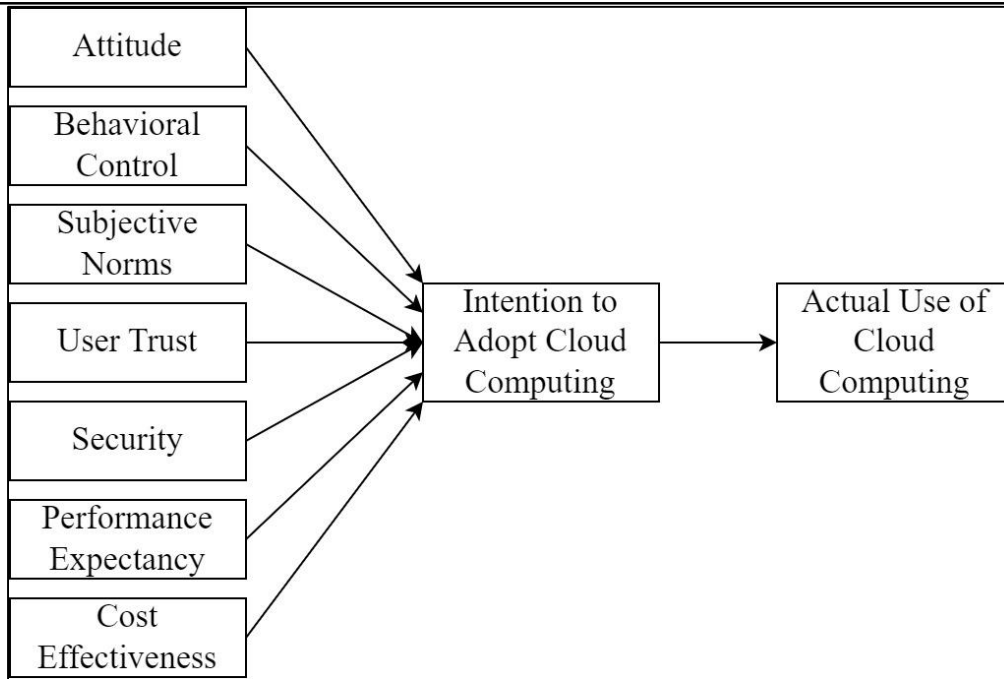 Attitude
Behavioral
Control
Subjective
Norms
User Trust
Security
Performance
Expectancy
Cost
Effectiveness
Intention to
Adopt Cloud
Computing
Actual Use of
Cloud
Computing